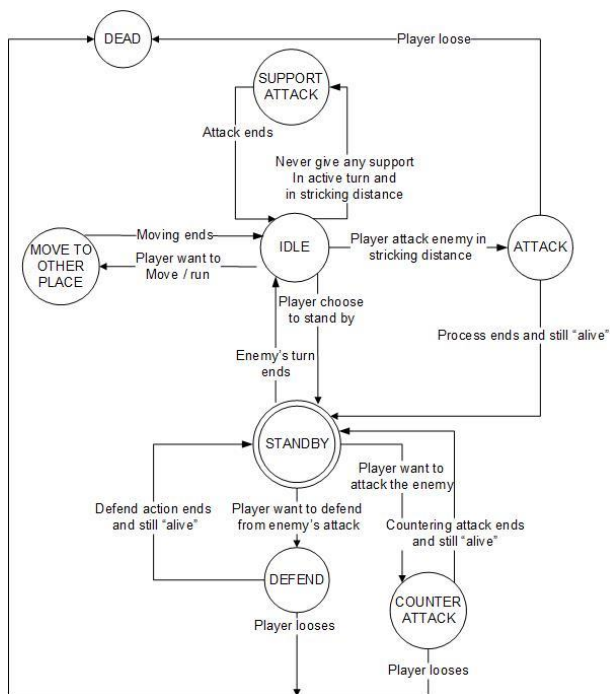 DEAD
Player loose
SUPPORT
ATTACK
Attack ends
Never give any support
In active turn and
in stricking distance
Moving ends
MOVE TO
OTHER
PLACE
Player want to
Move / run
IDLE
Player attack enemy in
stricking distance
ATTACK
Player choose
to stand by
Process ends and still “alive”
Enemy’s turn
ends
STANDBY
Player want to
attack the enemy
Defend action ends
and still “alive”
Player want to defend
from enemy’s attack
Countering attack ends
and still “alive”
DEFEND
COUNTER
ATTACK
Player looses
Player looses